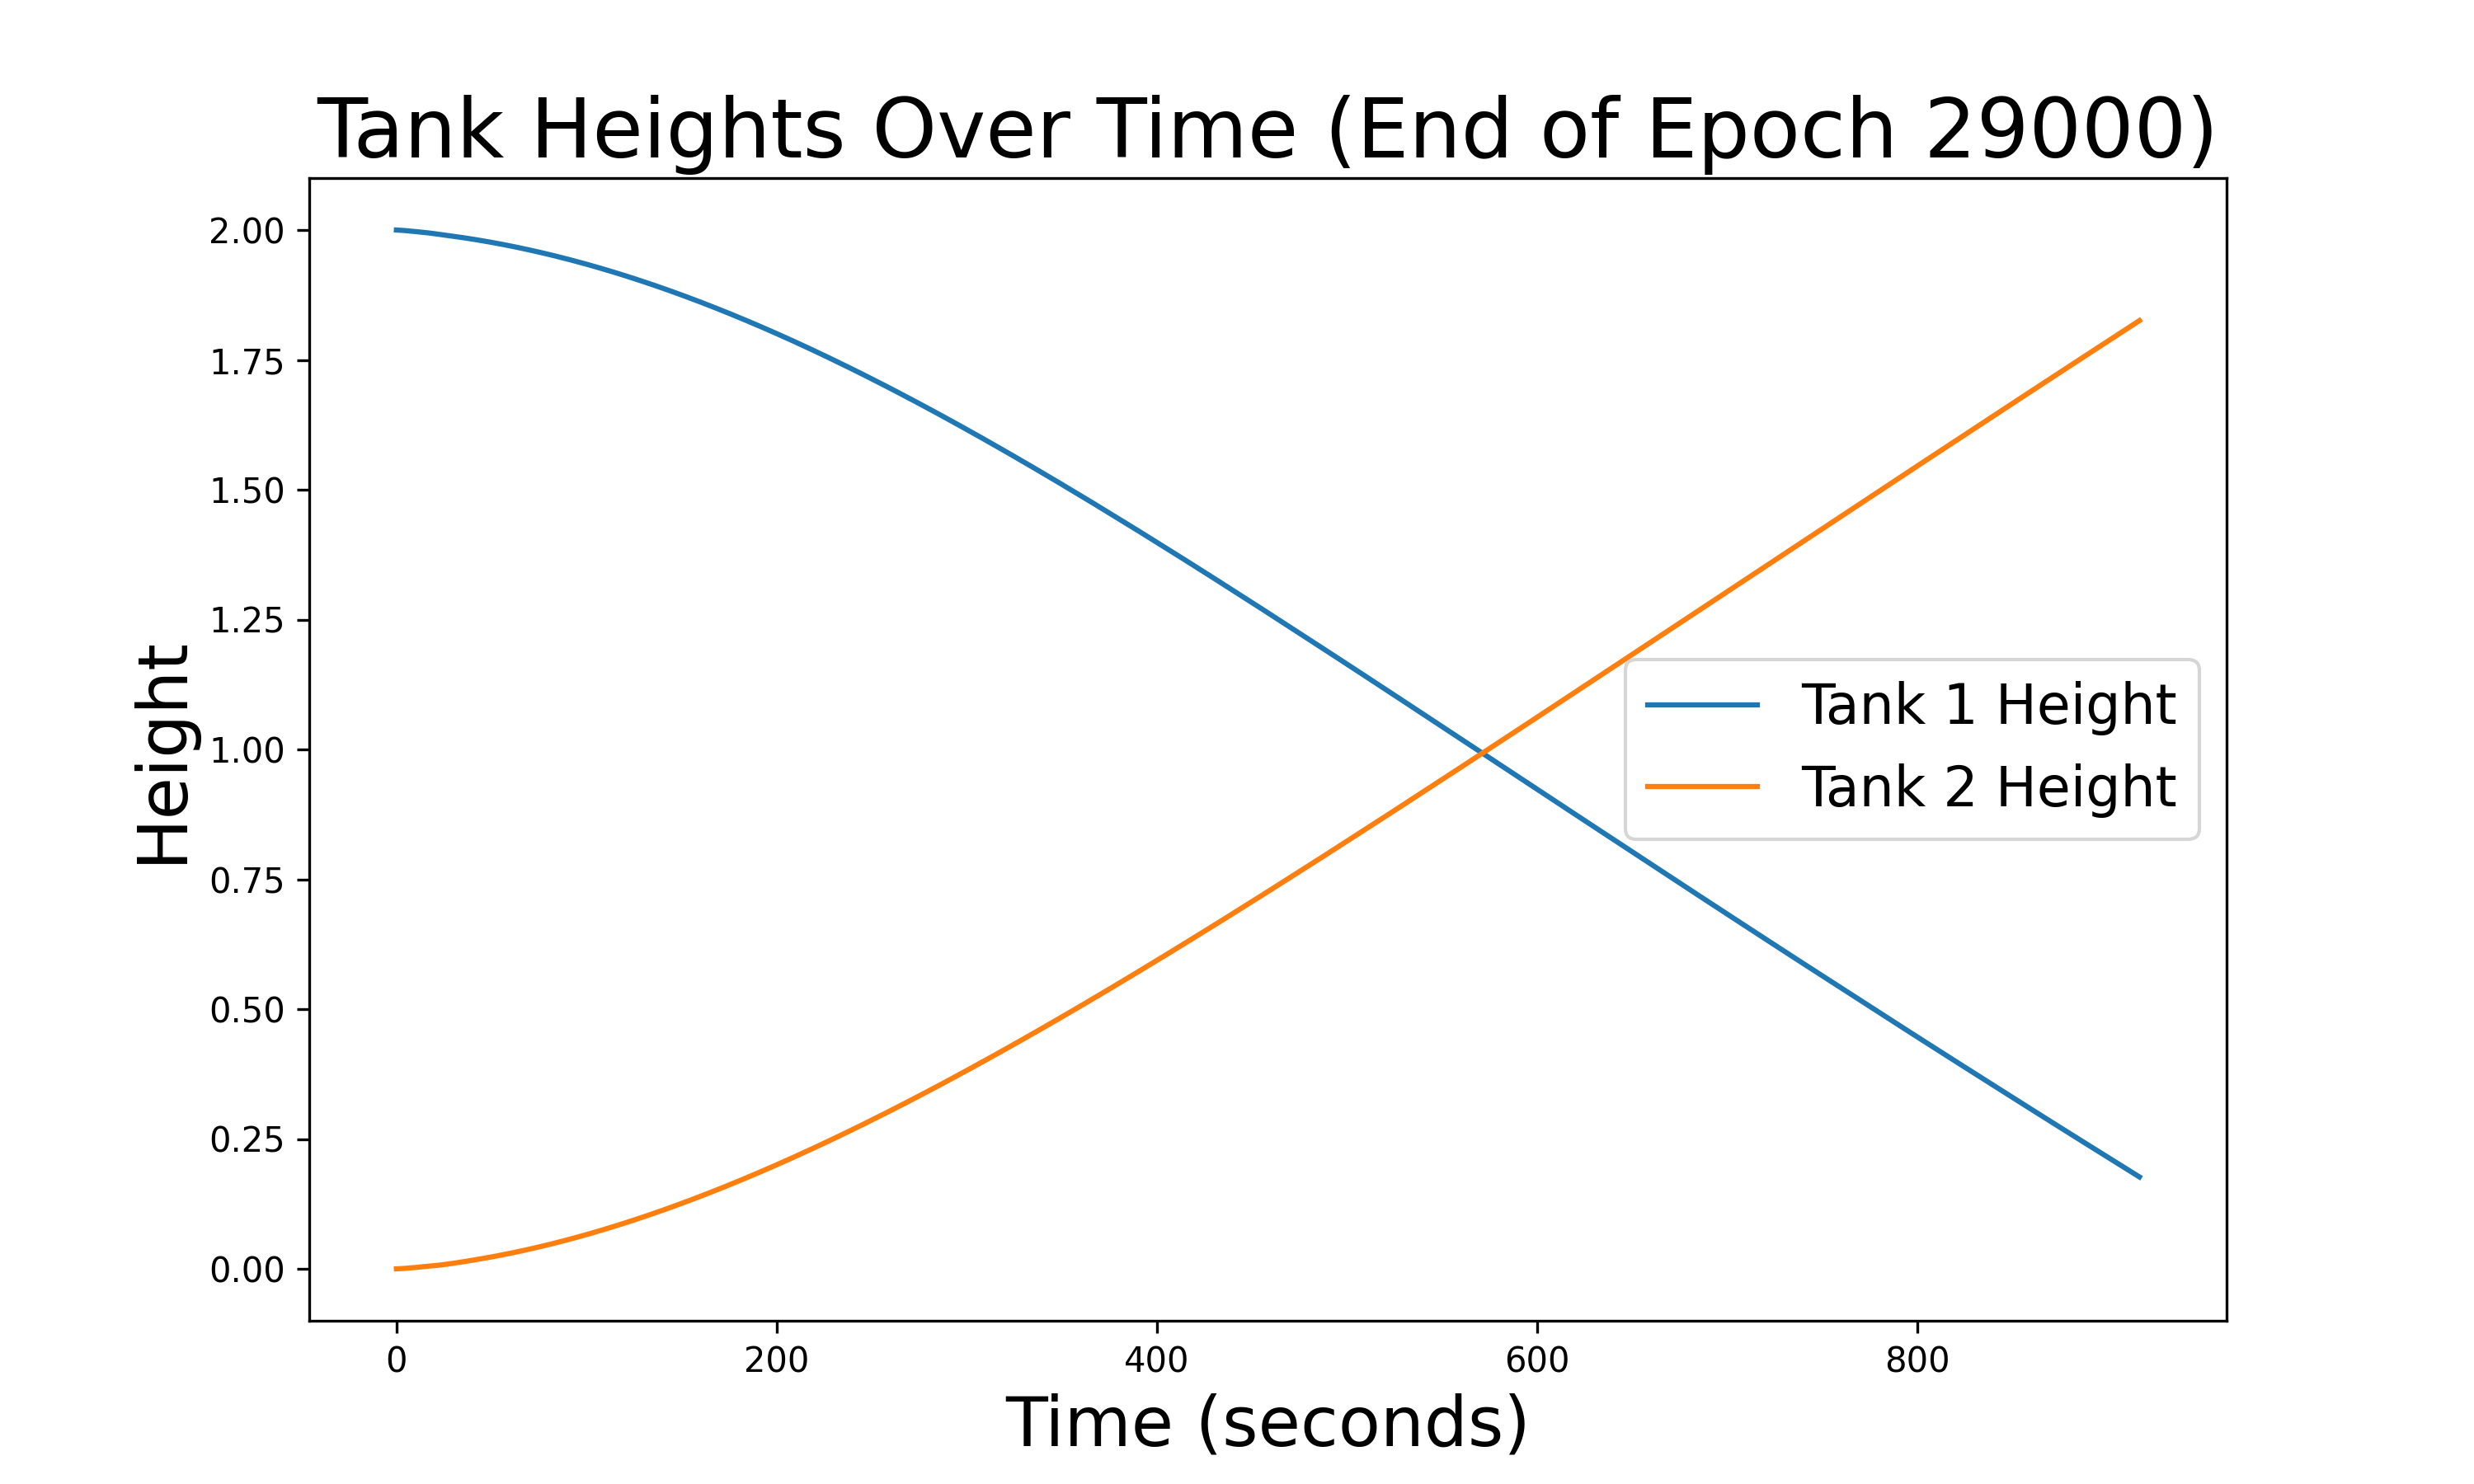 Tank Heights Over Time (End of Epoch 29000)
2.00
1.75
1.50
1.25
1.00
0.75
0.50
0.25
0.00
Height
Tank 1 Height
Tank 2 Height
0 200 400 600 800
Time (seconds)